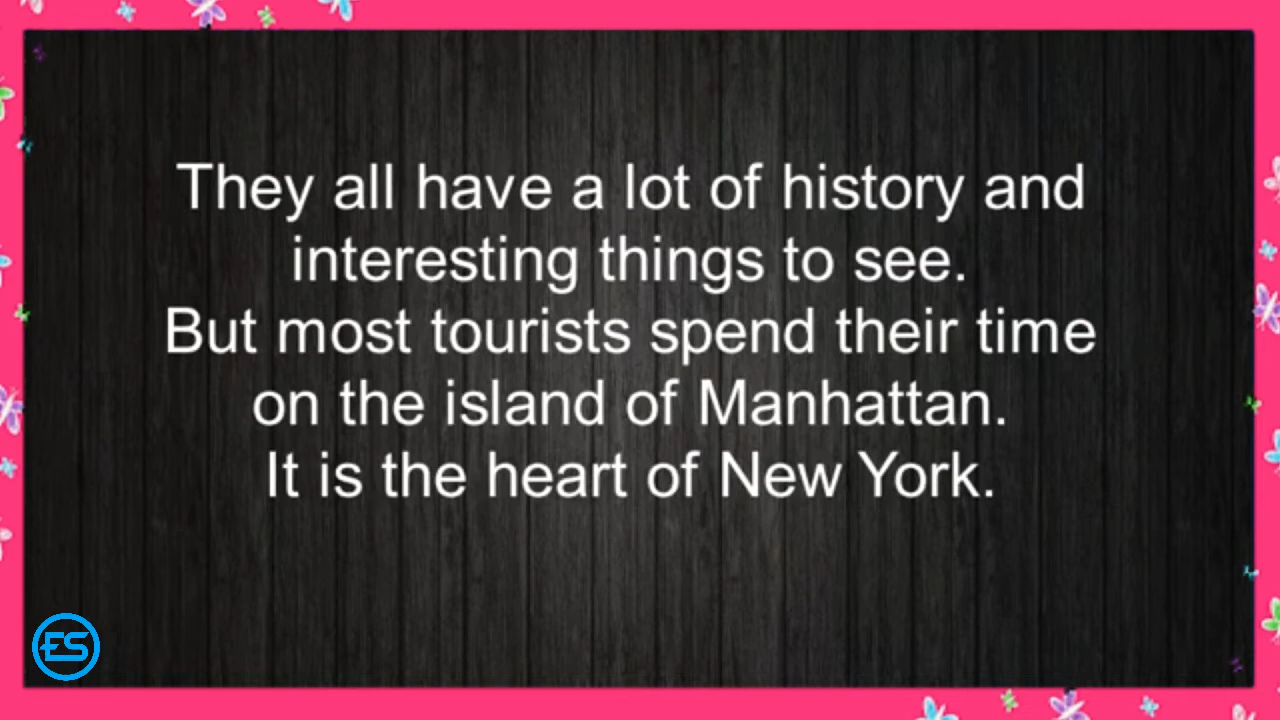 They all have a lot of history and
interesting things to see.
But most tourists spend their time
on the island of Manhattan.
It is the heart of New York.
ES